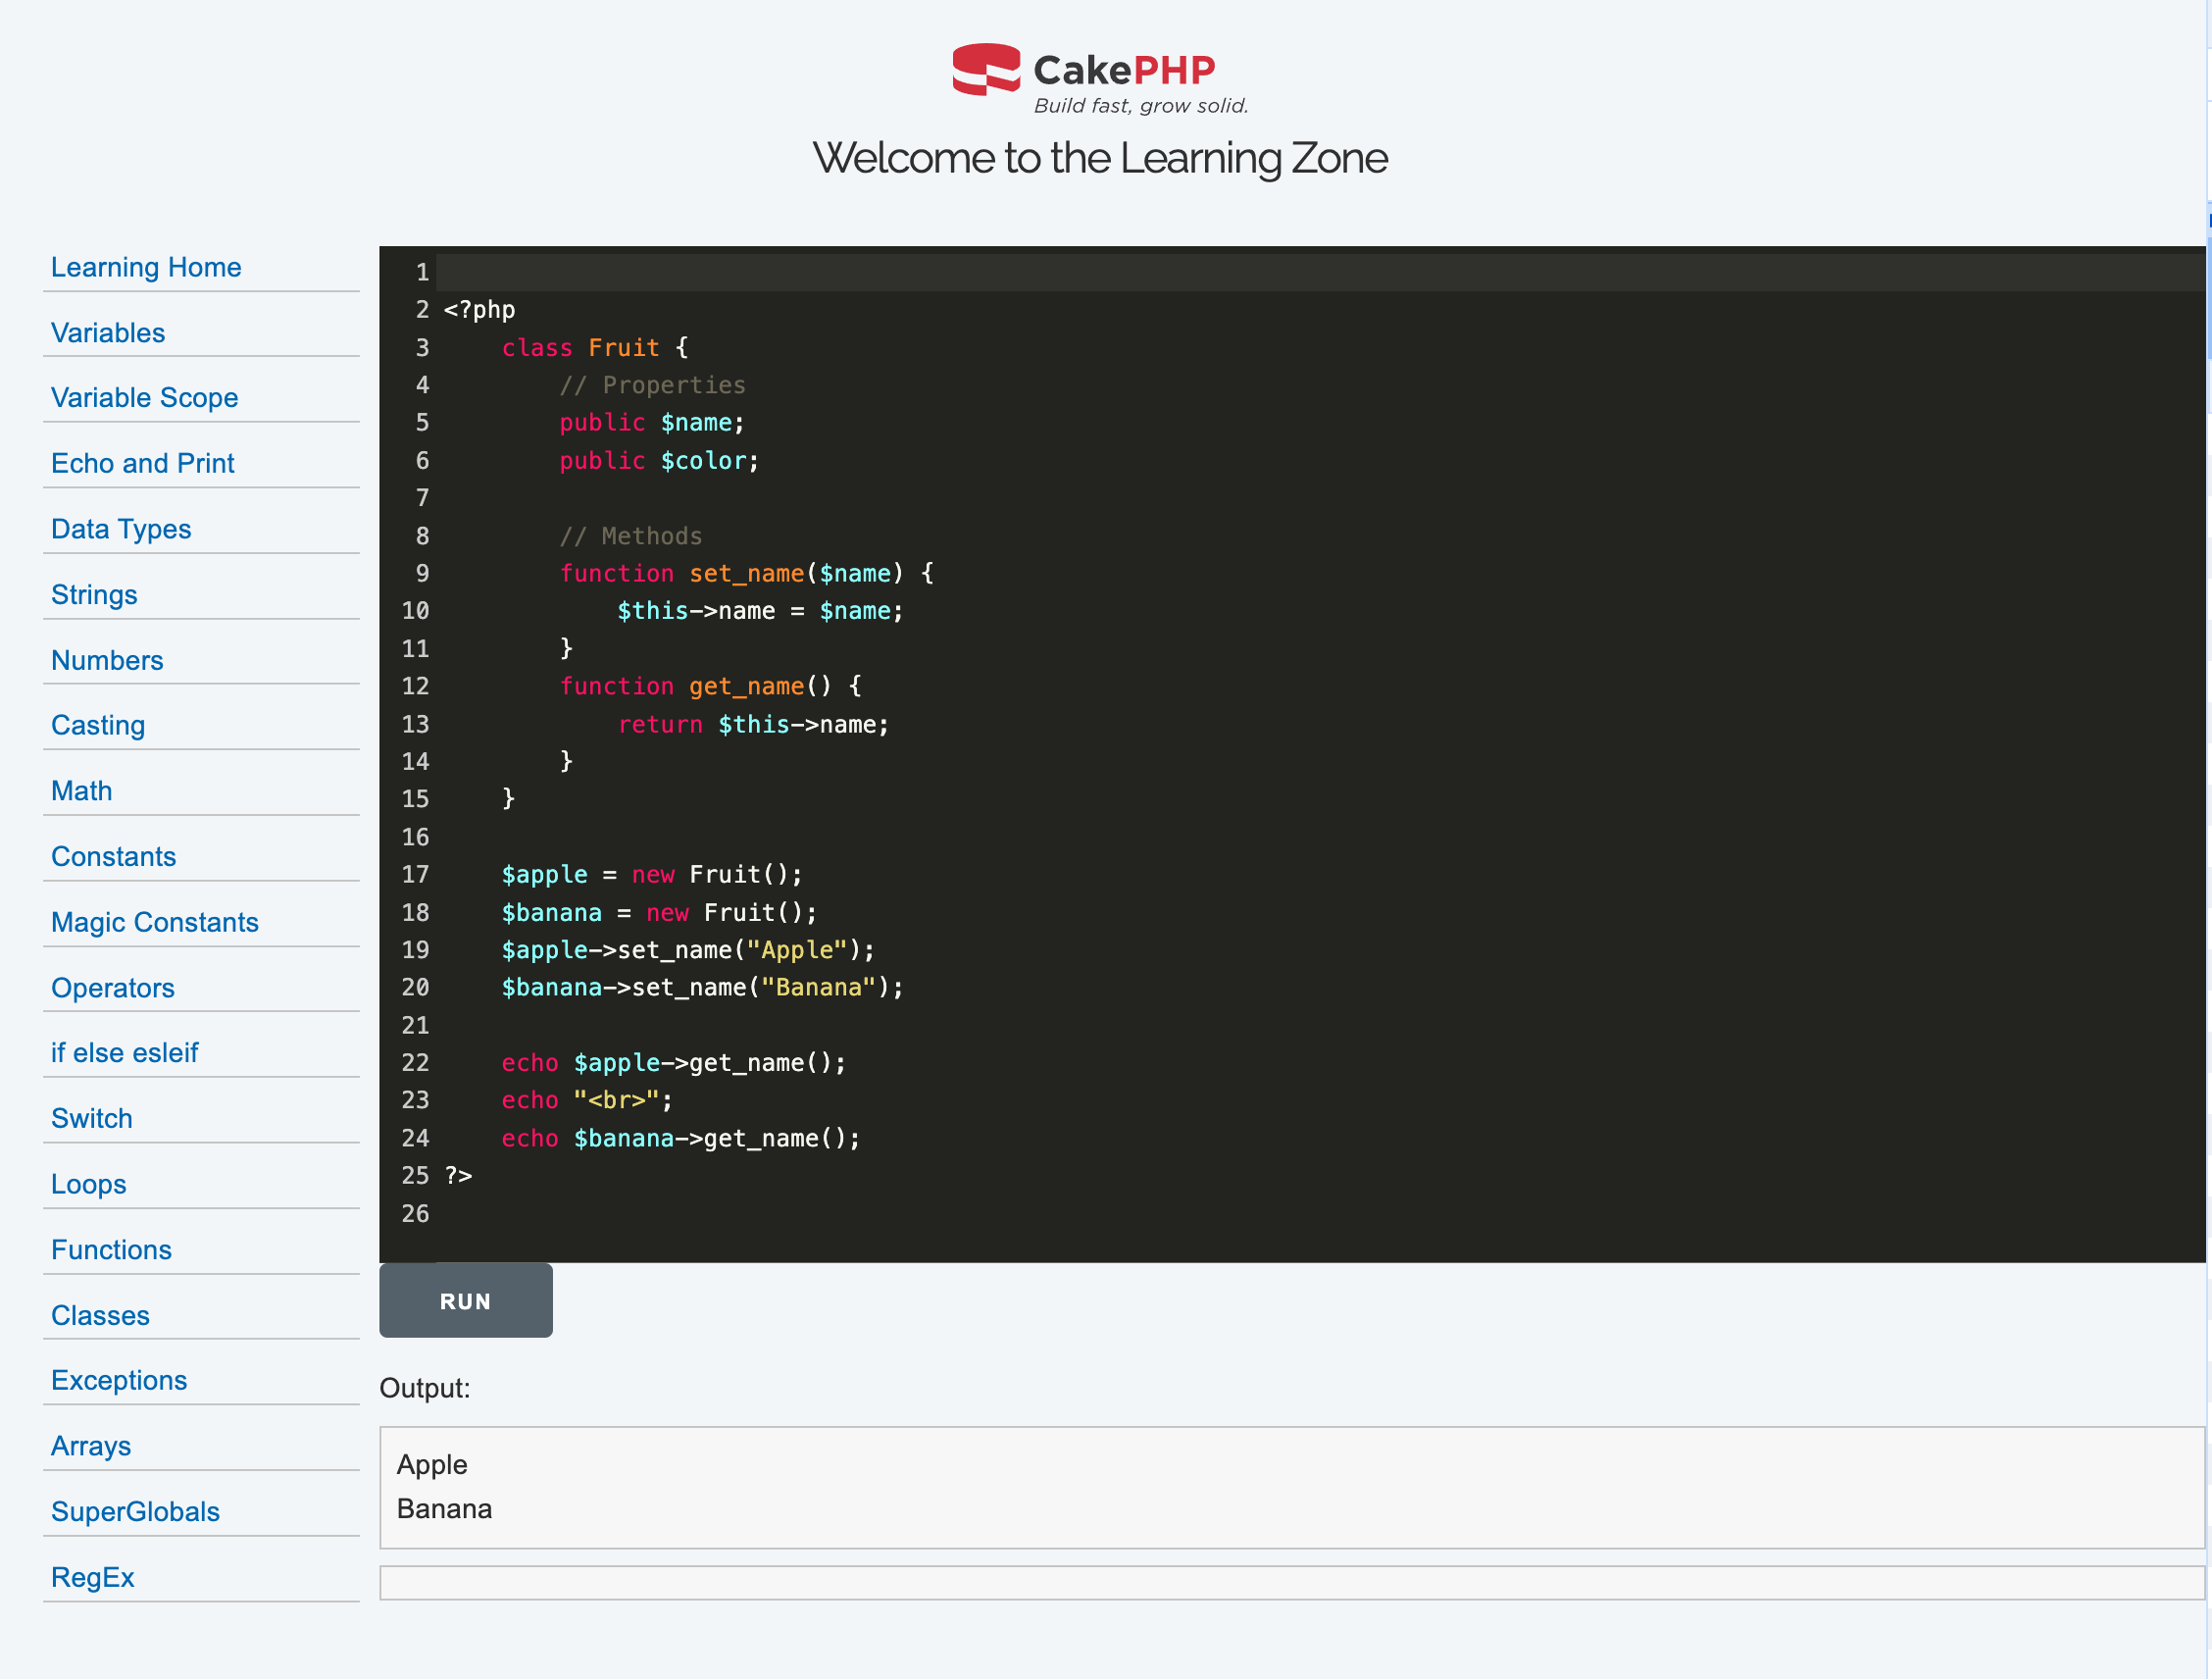 CakePHP
Build fast, grow solid.
Welcome to the Learning Zone
Learning Home
Variables
Variable Scope
Echo and Print
Data Types
Strings
Numbers
Casting
Math
Constants
Magic Constants
Operators
if else esleif
Switch
Loops
Functions
Classes
Exceptions
Arrays
SuperGlobals
RegEx
1
2 <?php
3     class Fruit {
4         // Properties
5         public $name;
6         public $color;
7
8         // Methods
9         function set_name($name) {
10             $this->name = $name;
11         }
12         function get_name() {
13             return $this->name;
14         }
15     }
16
17     $apple = new Fruit();
18     $banana = new Fruit();
19     $apple->set_name("Apple");
20     $banana->set_name("Banana");
21
22     echo $apple->get_name();
23     echo "<br>";
24     echo $banana->get_name();
25 ?>
26
RUN
Output:
Apple
Banana